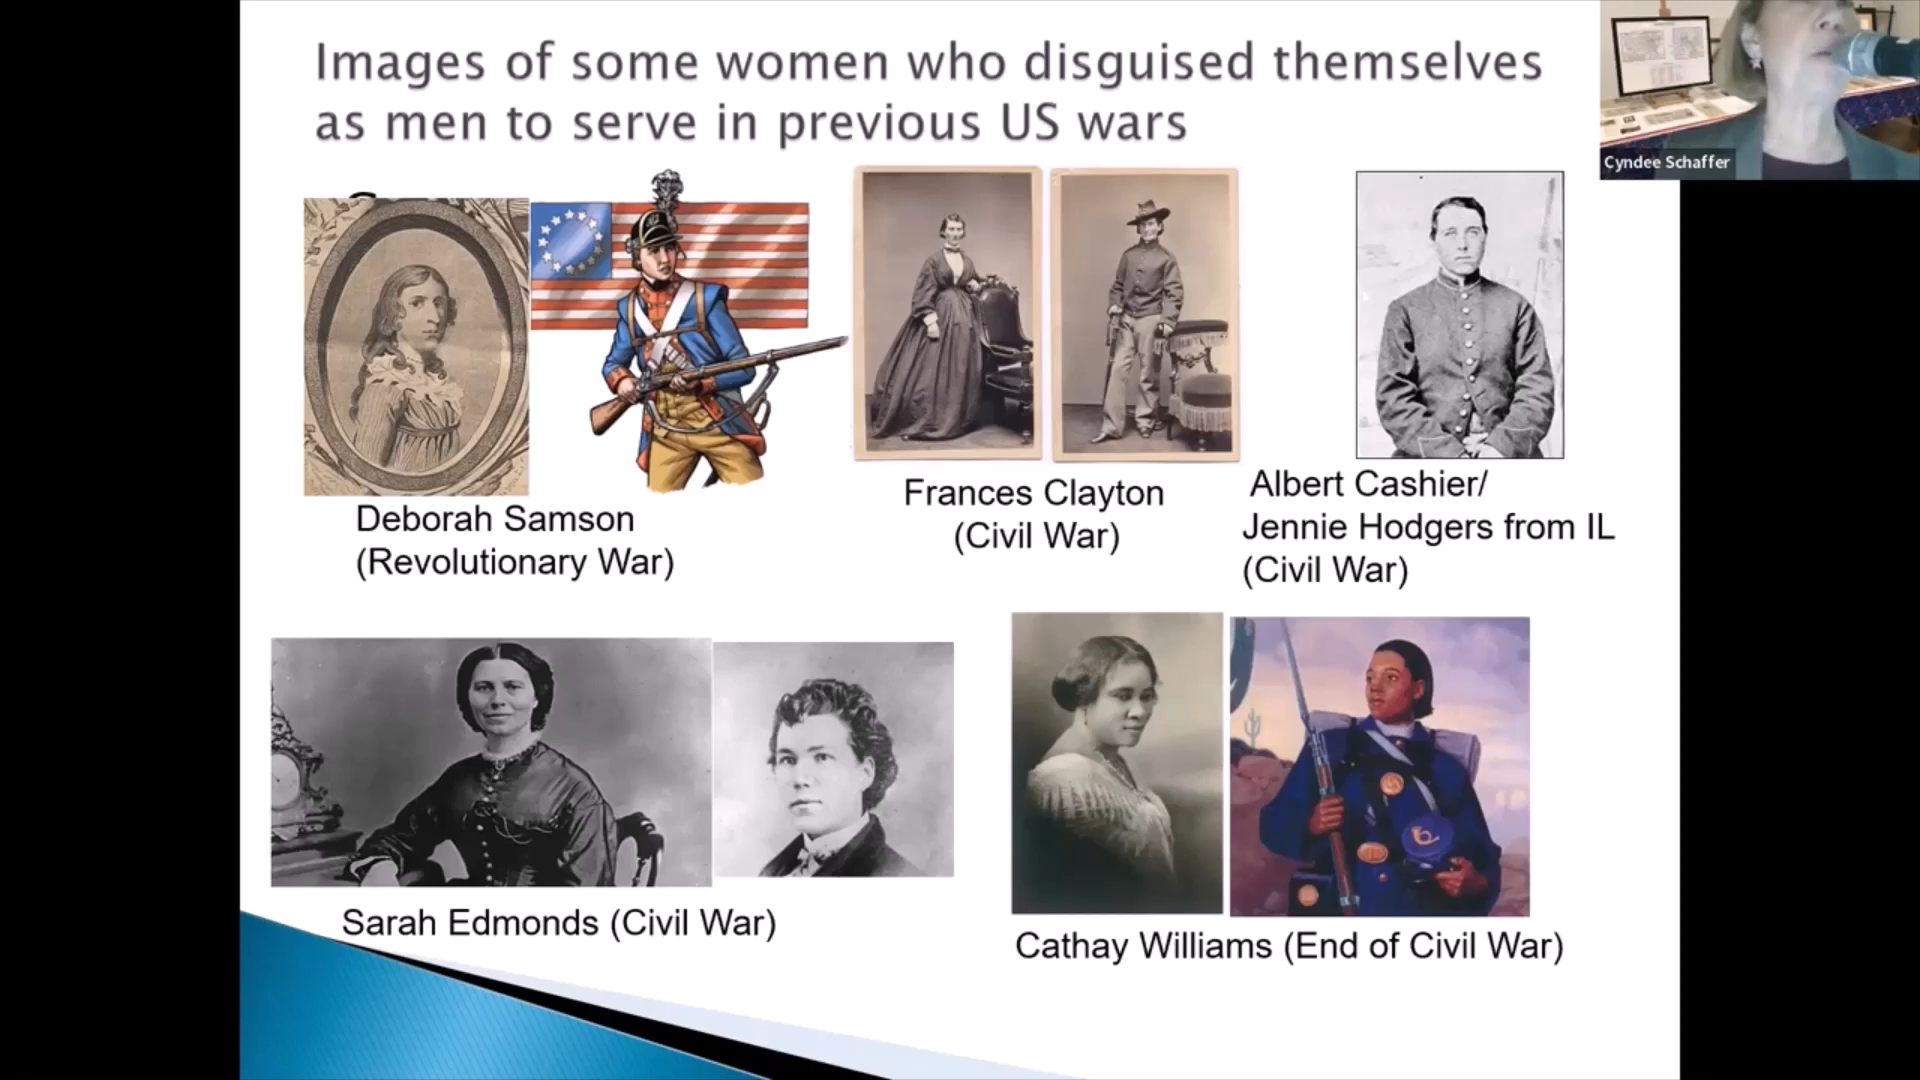 Images of some women who disguised themselves
as men to serve in previous US wars
Cyndee Schaffer
Deborah Samson
(Revolutionary War)
Frances Clayton
(Civil War)
Albert Cashier/
Jennie Hodgers from IL
(Civil War)
Sarah Edmonds (Civil War)
Cathay Williams (End of Civil War)